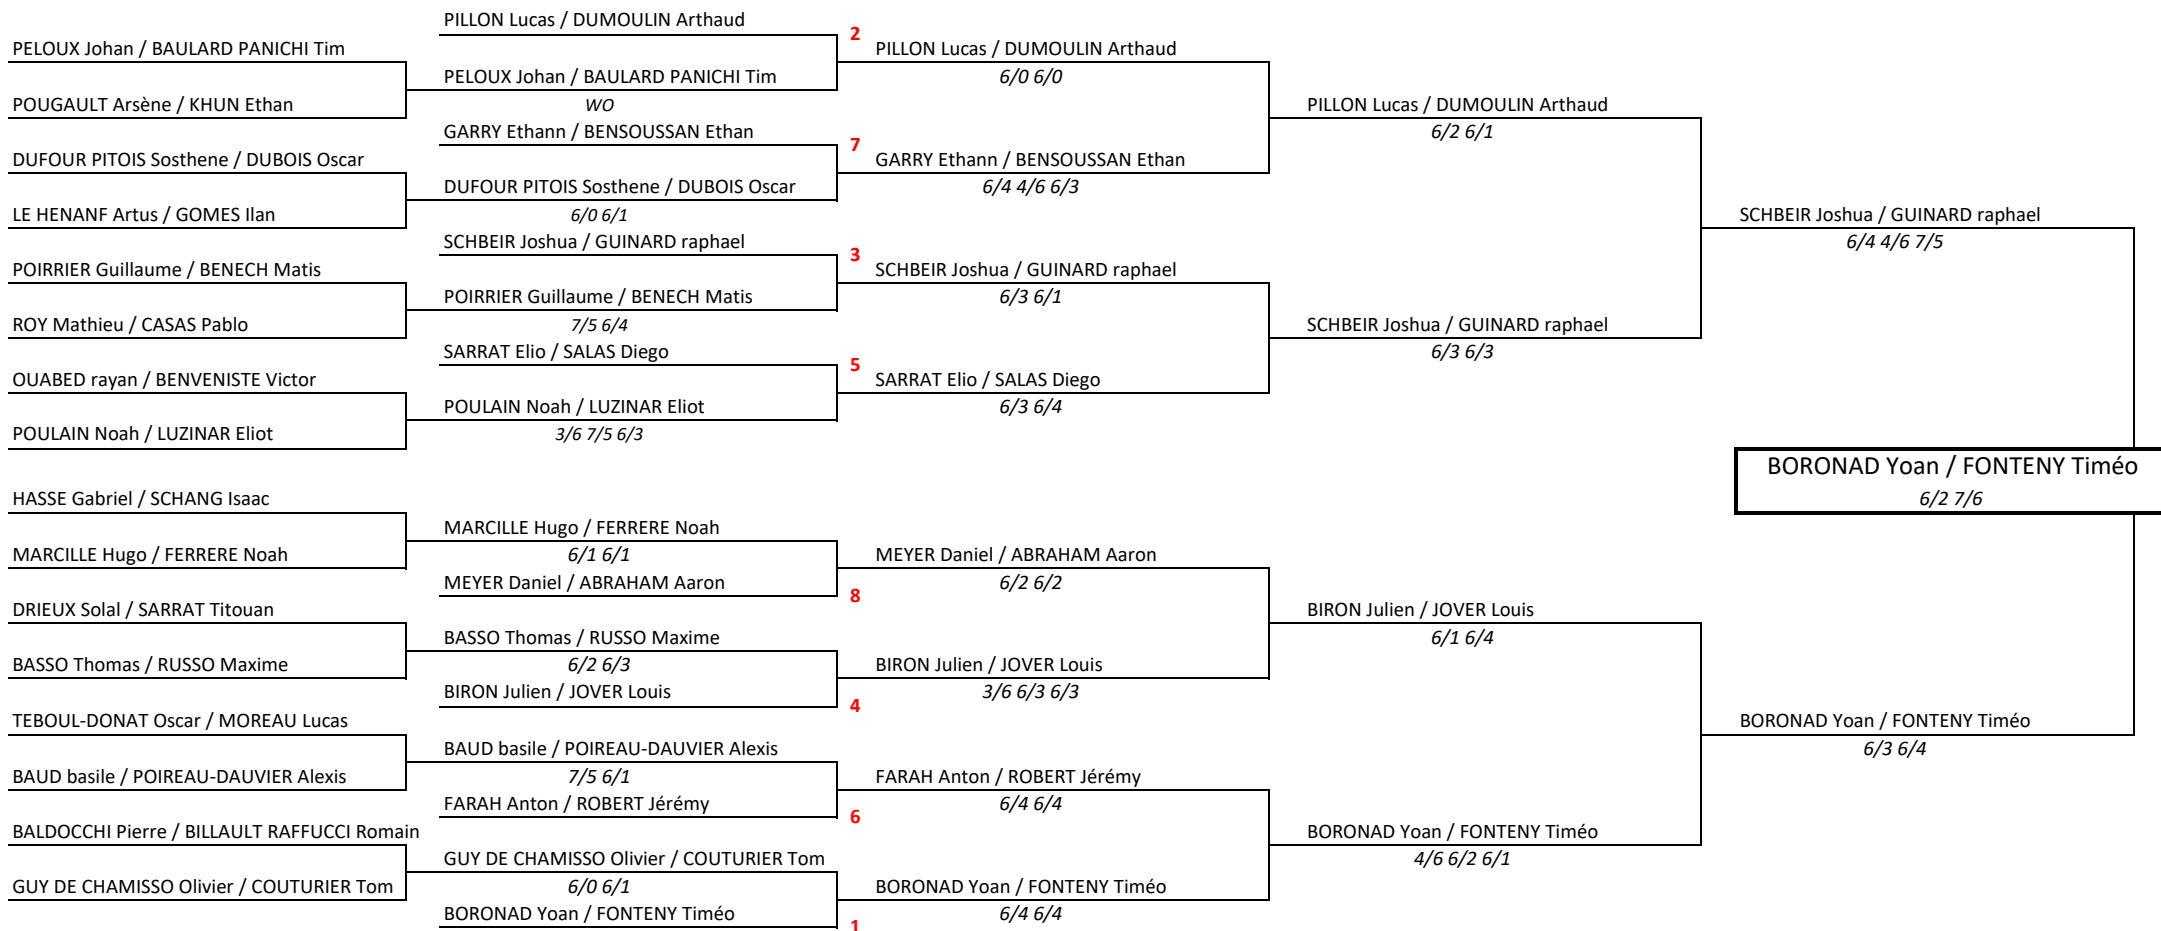 PILLON Lucas / DUMOULIN Arthaud
2
PELOUX Johan / BAULARD PANICHI Tim
PILLON Lucas / DUMOULIN Arthaud
PELOUX Johan / BAULARD PANICHI Tim
6/0 6/0
POUGAULT Arsène / KHUN Ethan
WO
PILLON Lucas / DUMOULIN Arthaud
GARRY Ethann / BENSOUSSAN Ethan
6/2 6/1
7
DUFOUR PITOIS Sosthene / DUBOIS Oscar
GARRY Ethann / BENSOUSSAN Ethan
DUFOUR PITOIS Sosthene / DUBOIS Oscar
6/4 4/6 6/3
LE HENANF Artus / GOMES Ilan
6/0 6/1
SCHBEIR Joshua / GUINARD raphael
SCHBEIR Joshua / GUINARD raphael
6/4 4/6 7/5
3
POIRRIER Guillaume / BENECH Matis
SCHBEIR Joshua / GUINARD raphael
POIRRIER Guillaume / BENECH Matis
6/3 6/1
ROY Mathieu / CASAS Pablo
7/5 6/4
SCHBEIR Joshua / GUINARD raphael
SARRAT Elio / SALAS Diego
6/3 6/3
5
OUABED rayan / BENVENISTE Victor
SARRAT Elio / SALAS Diego
POULAIN Noah / LUZINAR Eliot
6/3 6/4
POULAIN Noah / LUZINAR Eliot
3/6 7/5 6/3
BORONAD Yoan / FONTENY Timéo
6/2 7/6
HASSE Gabriel / SCHANG Isaac
MARCILLE Hugo / FERRERE Noah
MARCILLE Hugo / FERRERE Noah
6/1 6/1
MEYER Daniel / ABRAHAM Aaron
MEYER Daniel / ABRAHAM Aaron
6/2 6/2
8
DRIEUX Solal / SARRAT Titouan
BIRON Julien / JOVER Louis
BASSO Thomas / RUSSO Maxime
6/1 6/4
BASSO Thomas / RUSSO Maxime
6/2 6/3
BIRON Julien / JOVER Louis
BIRON Julien / JOVER Louis
3/6 6/3 6/3
4
TEBOUL-DONAT Oscar / MOREAU Lucas
BORONAD Yoan / FONTENY Timéo
BAUD basile / POIREAU-DAUVIER Alexis
6/3 6/4
BAUD basile / POIREAU-DAUVIER Alexis
7/5 6/1
FARAH Anton / ROBERT Jérémy
FARAH Anton / ROBERT Jérémy
6/4 6/4
6
BALDOCCHI Pierre / BILLAULT RAFFUCCI Romain
BORONAD Yoan / FONTENY Timéo
GUY DE CHAMISSO Olivier / COUTURIER Tom
4/6 6/2 6/1
GUY DE CHAMISSO Olivier / COUTURIER Tom
6/0 6/1
BORONAD Yoan / FONTENY Timéo
BORONAD Yoan / FONTENY Timéo
6/4 6/4
1